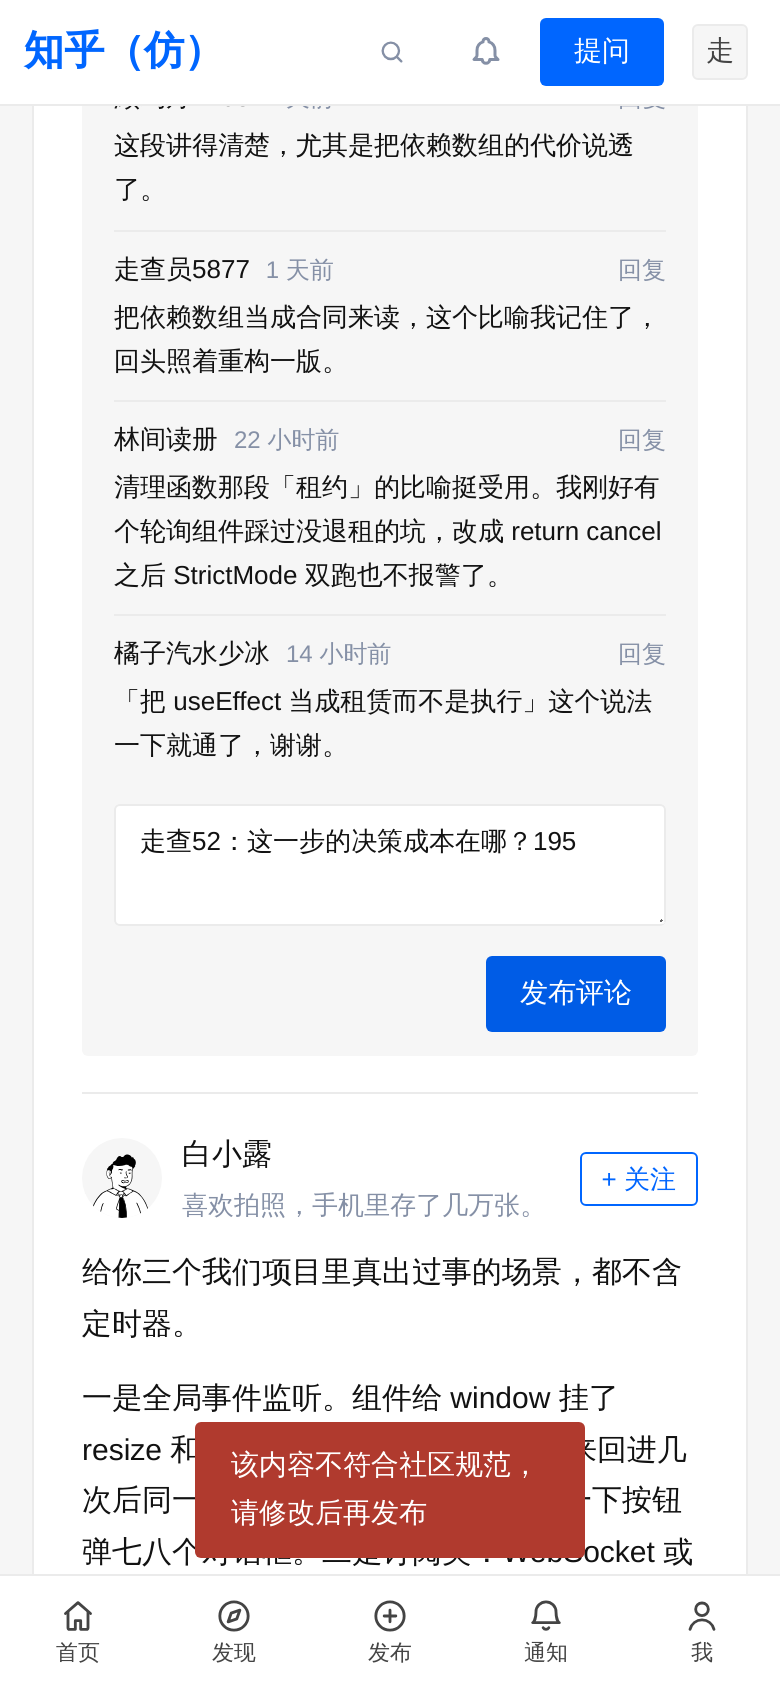 知乎（仿）
提问
走
这段讲得清楚，尤其是把依赖数组的代价说透
了。
走查员5877 1 天前 回复
把依赖数组当成合同来读，这个比喻我记住了，
回头照着重构一版。
林间读册 22 小时前 回复
清理函数那段「租约」的比喻挺受用。我刚好有
个轮询组件踩过没退租的坑，改成 return cancel
之后 StrictMode 双跑也不报警了。
橘子汽水少冰 14 小时前 回复
「把 useEffect 当成租赁而不是执行」这个说法
一下就通了，谢谢。
走查52：这一步的决策成本在哪？195
发布评论
白小露
喜欢拍照，手机里存了几万张。
+ 关注
给你三个我们项目里真出过事的场景，都不含
定时器。
一是全局事件监听。组件给 window 挂了
resize 和 来回进几
次后同一 一下按钮
弹七八个对话框。二是订阅类：WebSocket 或
该内容不符合社区规范，
请修改后再发布
首页
发现
发布
通知
我